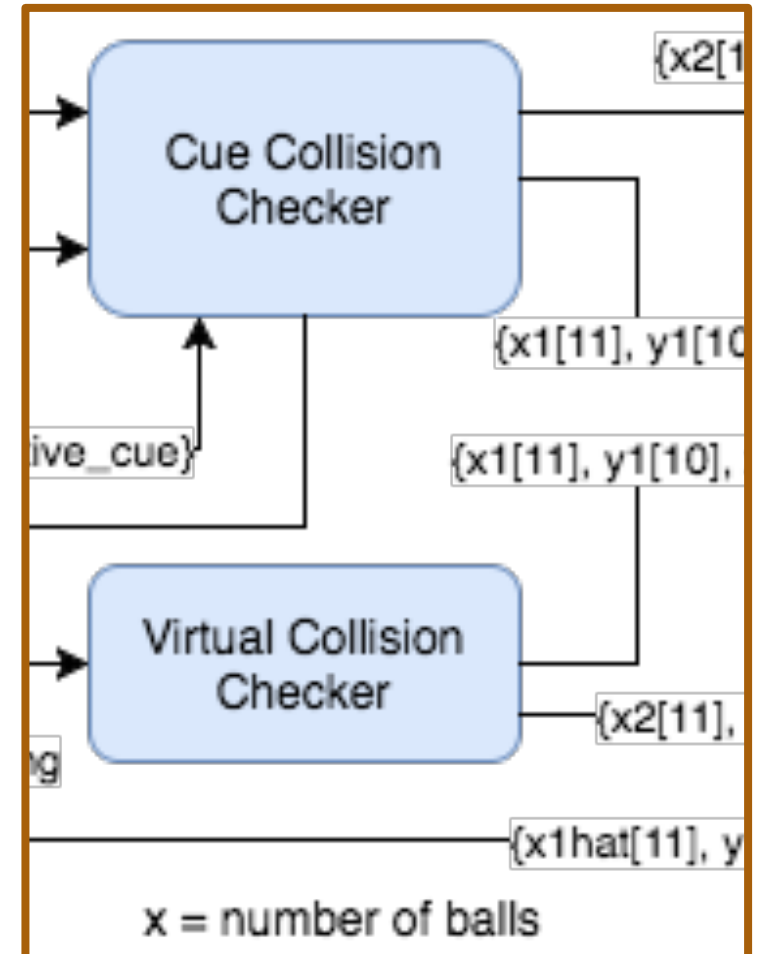 {x2[1
Cue Collision
Checker
{x1[11], y1[10
tive_cue}
{x1[11], y1[10],
Virtual Collision
Checker
{x2[11],
ng
{x1hat[11], y
x = number of balls